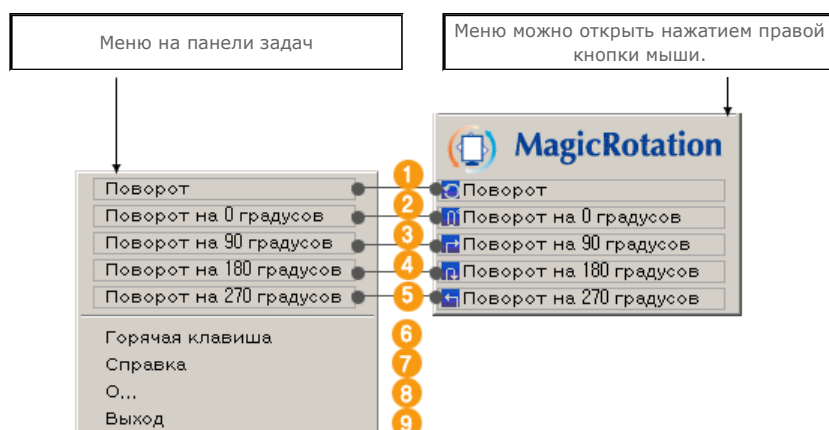 Меню на панели задач
Меню можно открыть нажатием правой
кнопки мыши.
MagicRotation
Поворот
1
Поворот
Поворот на 0 градусов
2
Поворот на 0 градусов
Поворот на 90 градусов
3
Поворот на 90 градусов
Поворот на 180 градусов
4
Поворот на 180 градусов
Поворот на 270 градусов
5
Поворот на 270 градусов
Горячая клавиша
6
Справка
7
О...
8
Выход
9